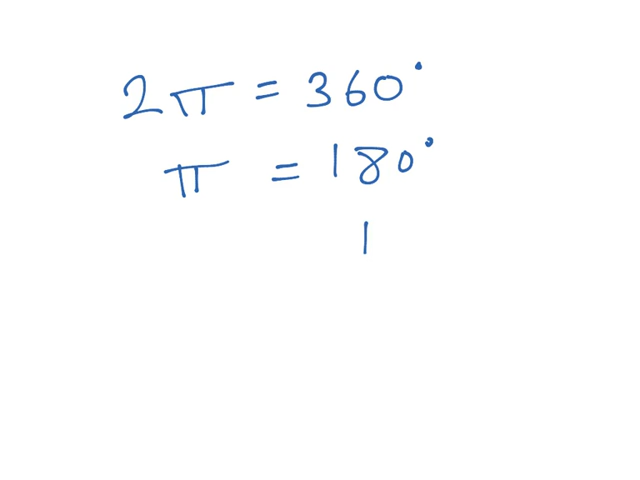 2π = 360°
π = 180°
1